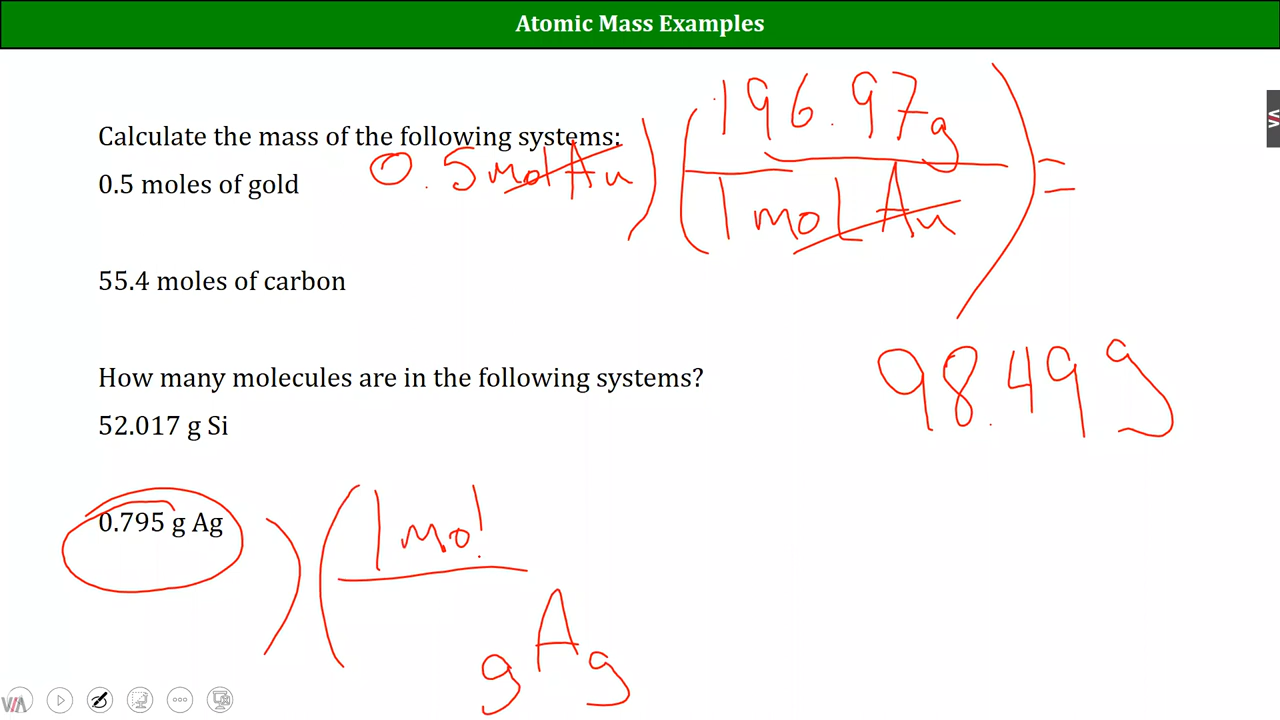 Atomic Mass Examples
Calculate the mass of the following systems:
0.5 mol Au ) ( 196.97 g / 1 mol Au ) =
0.5 moles of gold
55.4 moles of carbon
98.49 g
How many molecules are in the following systems?
52.017 g Si
0.795 g Ag ) ( 1 mol
g Ag
VIA